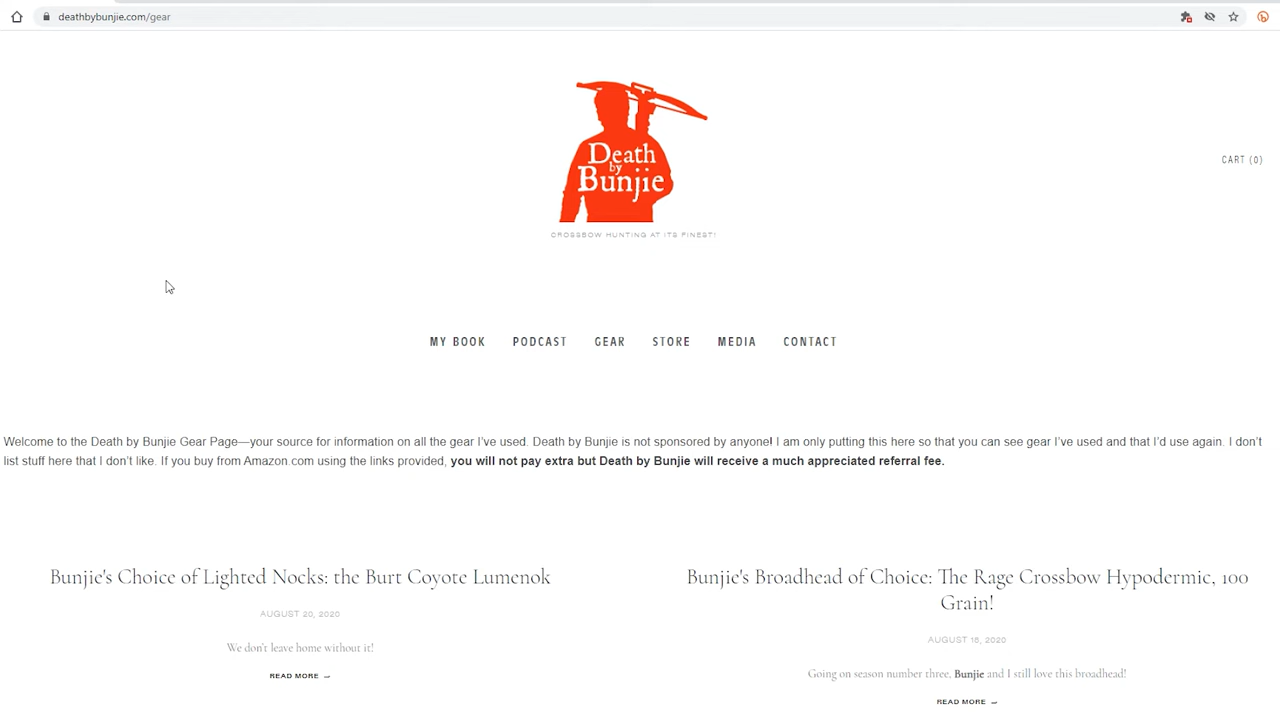 deathbybunjie.com/gear
Death
by
Bunjie
CROSSBOW HUNTING AT ITS FINEST!
CART (0)
MY BOOK PODCAST GEAR STORE MEDIA CONTACT
Welcome to the Death by Bunjie Gear Page—your source for information on all the gear I've used. Death by Bunjie is not sponsored by anyone! I am only putting this here so that you can see gear I've used and that I'd use again. I don't
list stuff here that I don't like. If you buy from Amazon.com using the links provided, you will not pay extra but Death by Bunjie will receive a much appreciated referral fee.
Bunjie's Choice of Lighted Nocks: the Burt Coyote Lumenok
AUGUST 20, 2020
We don't leave home without it!
READ MORE →
Bunjie's Broadhead of Choice: The Rage Crossbow Hypodermic, 100
Grain!
AUGUST 18, 2020
Going on season number three, Bunjie and I still love this broadhead!
READ MORE →